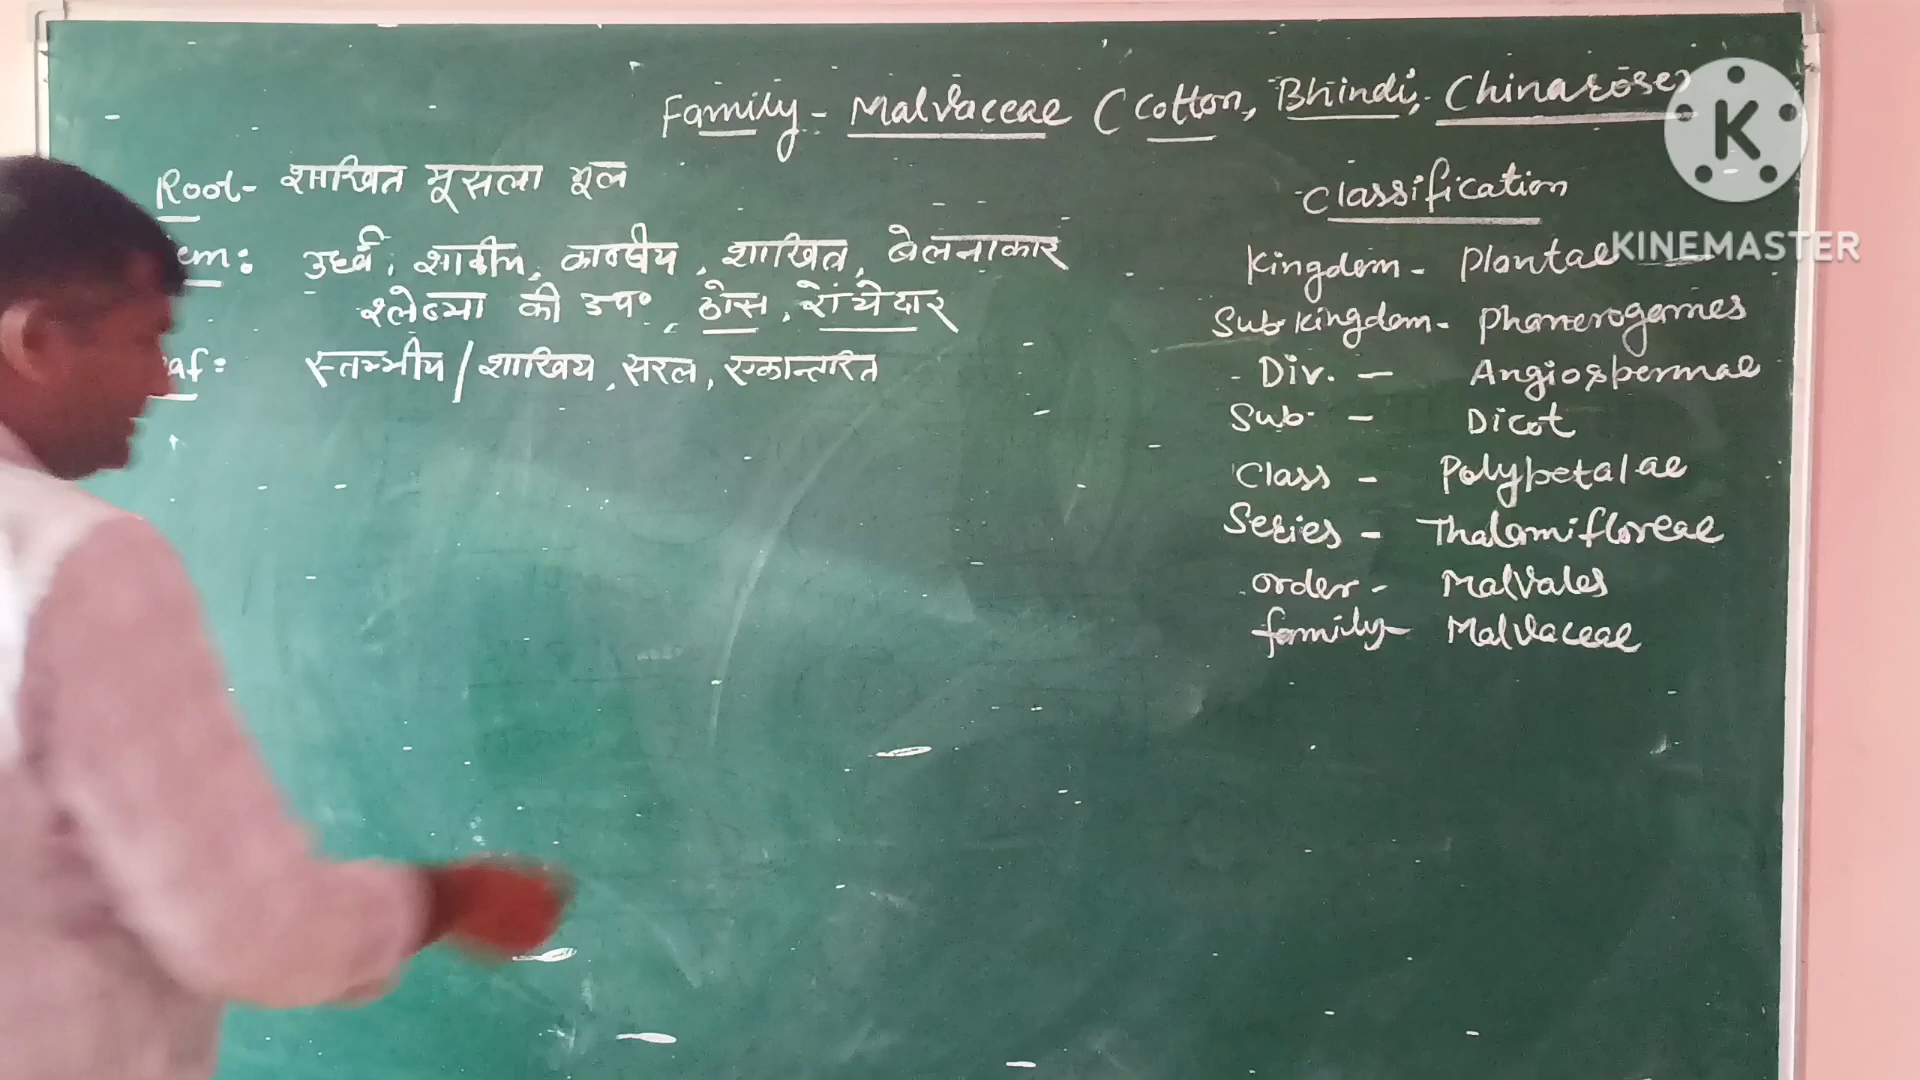 Family - Malvaceae (Cotton, Bhindi, Chinarose)
Root - शाखित मूसला मूल
em: उर्ध्व, शाकीय, काष्ठीय, शाखित, बेलनाकार
श्लेष्मा की उप०, ठोस, रोंयेदार
af: स्तम्भीय / शाखिय, सरल, एकान्तरित
Classification
Kingdom - Plantae
Sub Kingdom - Phanerogames
Div. - Angiospermae
Sub - Dicot
Class - Polypetalae
Series - Thalamifloreae
order - Malvales
family - Malvaceae
K
KINEMASTER